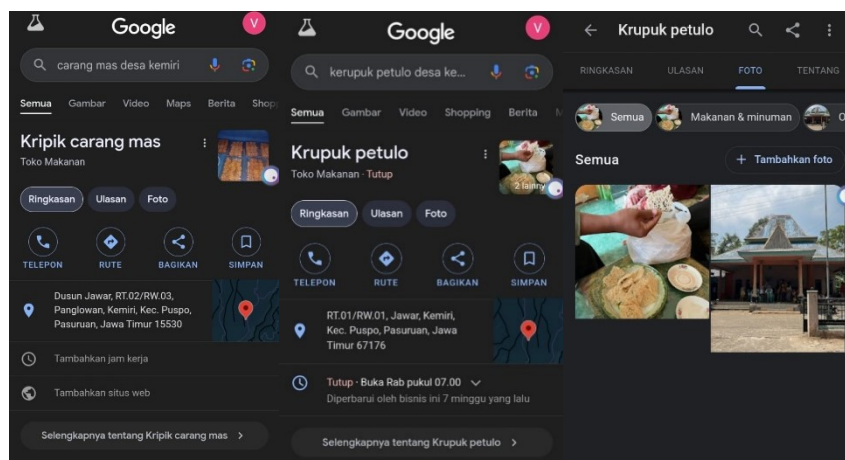 Google
V
carang mas desa kemiri
Semua Gambar Video Maps Berita Shop
Kripik carang mas
Toko Makanan
Ringkasan Ulasan Foto
TELEPON RUTE BAGIKAN SIMPAN
Dusun Jawar, RT.02/RW.03,
Panglowan, Kemiri, Kec. Puspo,
Pasuruan, Jawa Timur 15530
Tambahkan jam kerja
Tambahkan situs web
Selengkapnya tentang Kripik carang mas >
Google
V
kerupuk petulo desa ke...
Semua Gambar Video Shopping Berita M
Krupuk petulo
Toko Makanan · Tutup
2 lainny
Ringkasan Ulasan Foto
TELEPON RUTE BAGIKAN SIMPAN
RT.01/RW.01, Jawar, Kemiri,
Kec. Puspo, Pasuruan, Jawa
Timur 67176
Tutup · Buka Rab pukul 07.00
Diperbarui oleh bisnis ini 7 minggu yang lalu
Selengkapnya tentang Krupuk petulo >
Krupuk petulo
RINGKASAN ULASAN FOTO TENTANG
Semua Makanan & minuman O
Semua + Tambahkan foto